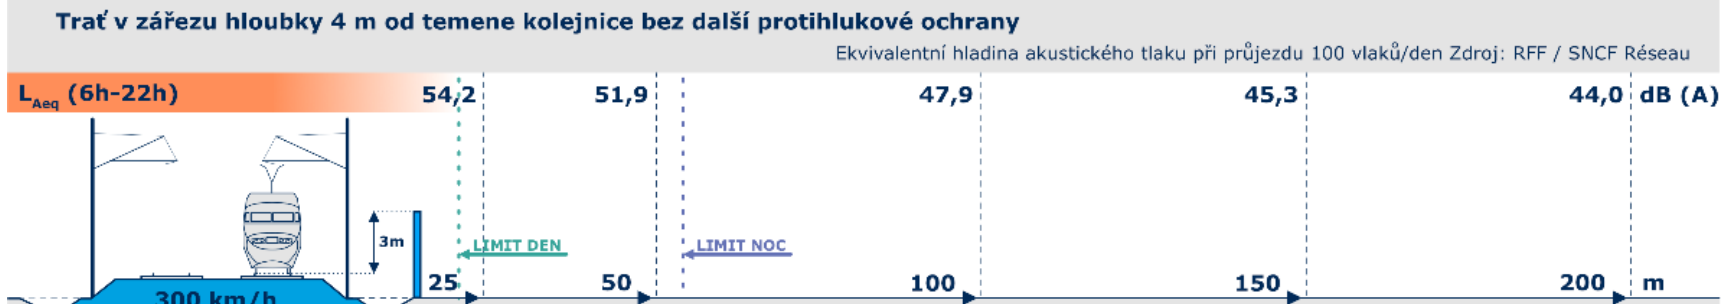 Trať v zářezu hloubky 4 m od temene kolejnice bez další protihlukové ochrany
Ekvivalentní hladina akustického tlaku při průjezdu 100 vlaků/den Zdroj: RFF / SNCF Réseau
LAeq (6h-22h) 54,2 51,9 47,9 45,3 44,0 dB (A)
3m LIMIT DEN LIMIT NOC
25 50 100 150 200 m
300 km/h